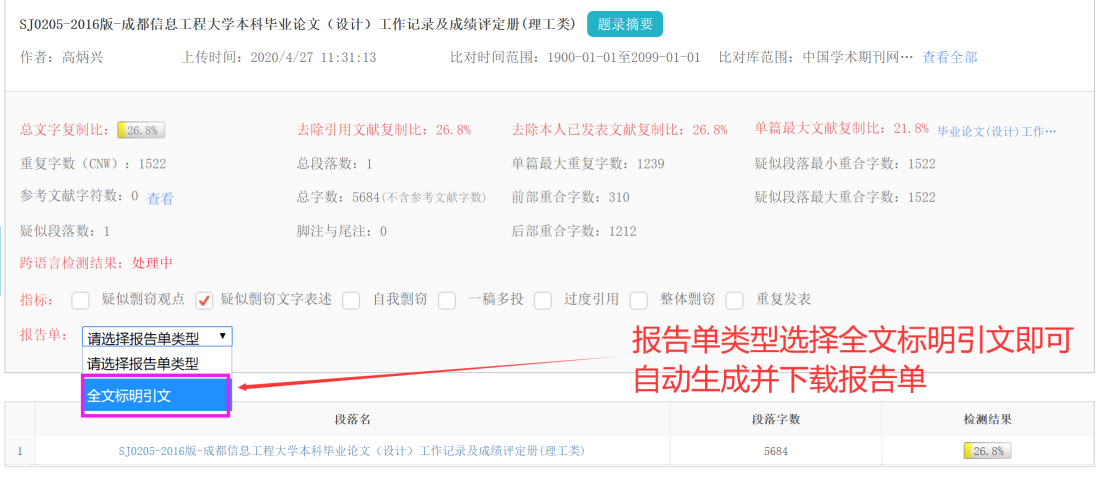 SJ0205-2016版-成都信息工程大学本科毕业论文（设计）工作记录及成绩评定册(理工类) 题录摘要
作者：高炳兴 上传时间：2020/4/27 11:31:13 比对时间范围：1900-01-01至2099-01-01 比对库范围：中国学术期刊网… 查看全部
总文字复制比：26.8% 去除引用文献复制比：26.8% 去除本人已发表文献复制比：26.8% 单篇最大文献复制比：21.8% 毕业论文(设计)工作…
重复字数（CNW）：1522 总段落数：1 单篇最大重复字数：1239 疑似段落最小重合字数：1522
参考文献字符数：0 查看 总字数：5684(不含参考文献字数) 前部重合字数：310 疑似段落最大重合字数：1522
疑似段落数：1 脚注与尾注：0 后部重合字数：1212
跨语言检测结果：处理中
指标： 疑似剽窃观点 疑似剽窃文字表述 自我剽窃 一稿多投 过度引用 整体剽窃 重复发表
报告单： 请选择报告单类型
请选择报告单类型
全文标明引文
报告单类型选择全文标明引文即可
自动生成并下载报告单
段落名 段落字数 检测结果
1 SJ0205-2016版-成都信息工程大学本科毕业论文（设计）工作记录及成绩评定册(理工类) 5684 26.8%